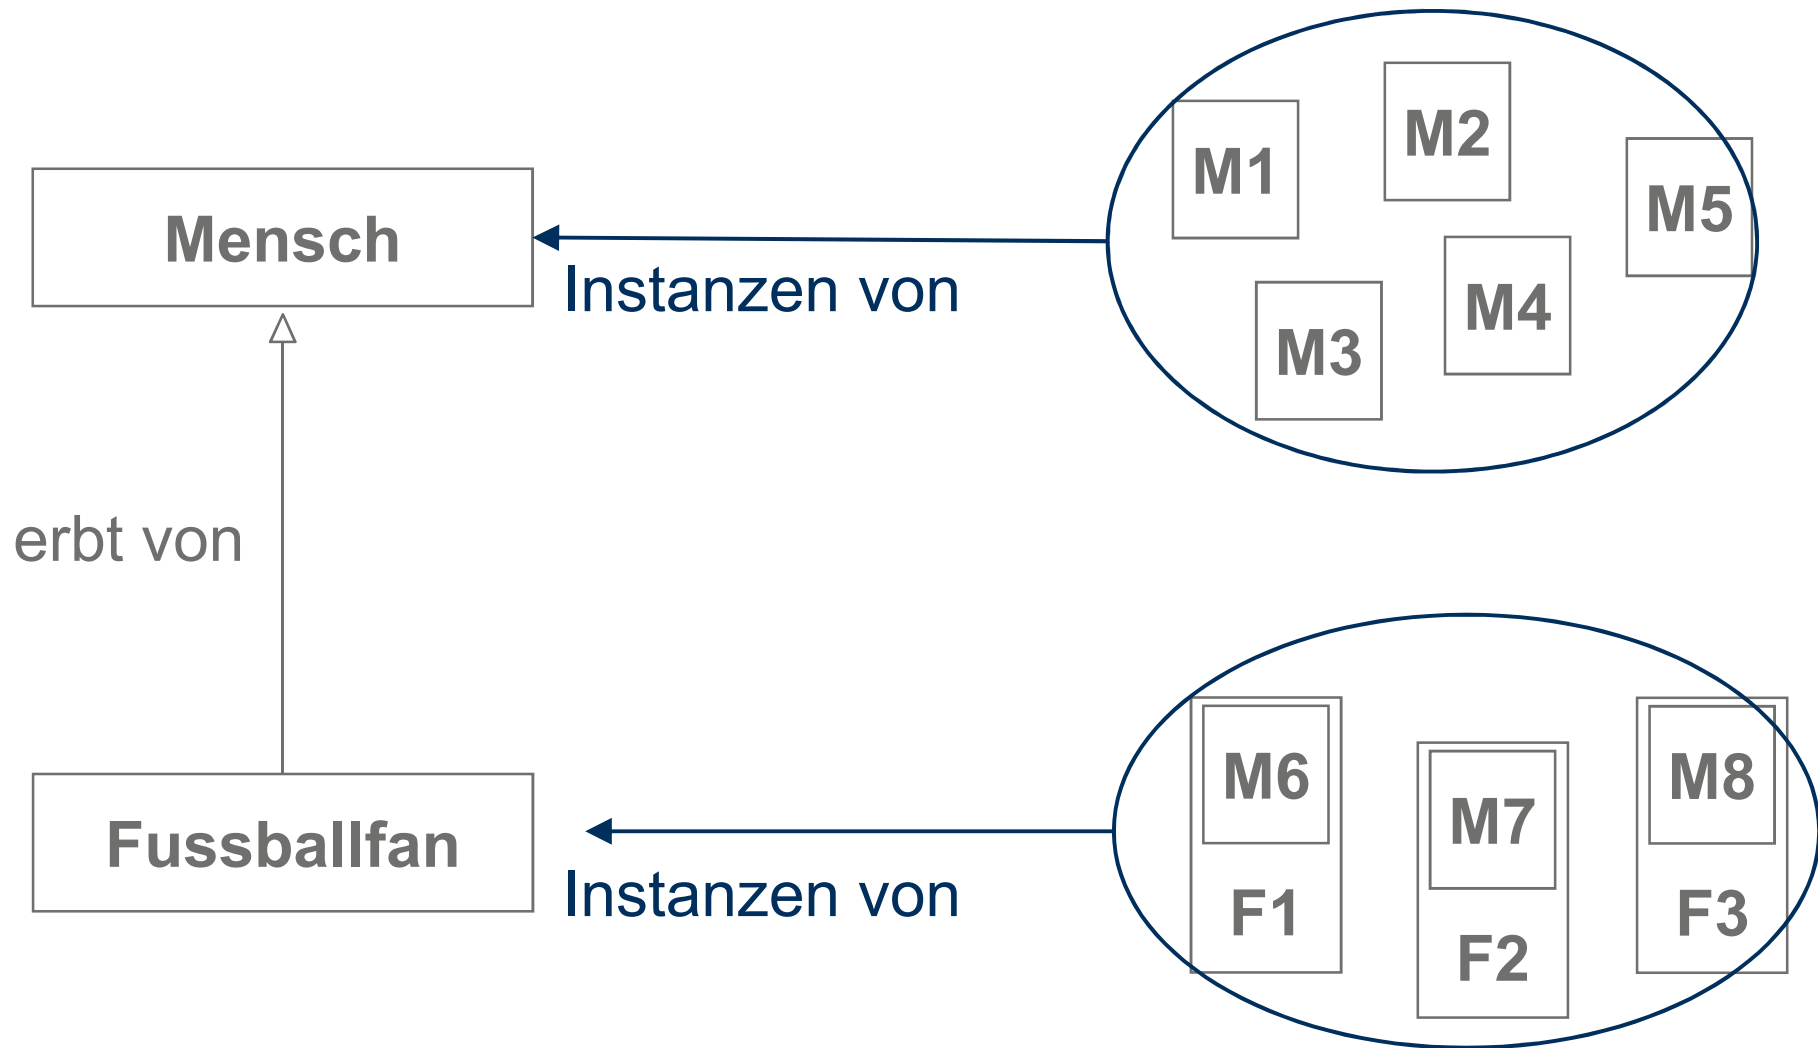 M2
M1
M5
Mensch
Instanzen von
M4
M3
erbt von
M6
M8
M7
Fussballfan
Instanzen von
F1
F3
F2